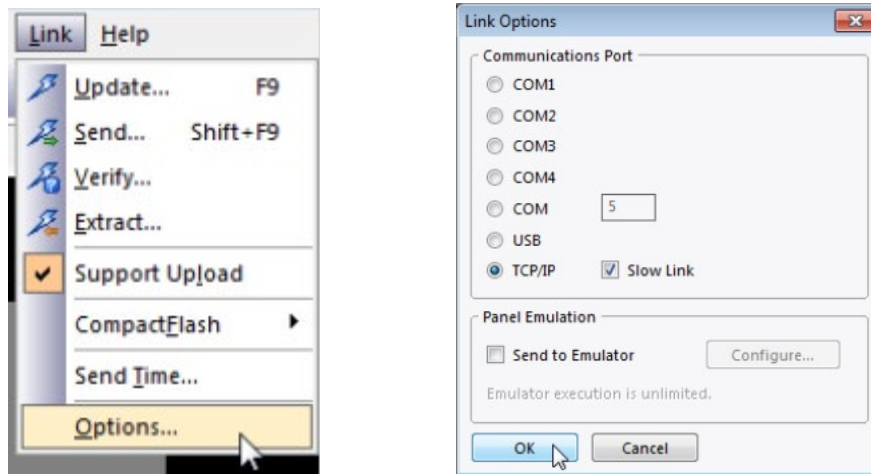 Link Help
Update... F9
Send... Shift+F9
Verify...
Extract...
Support Upload
CompactFlash
Send Time...
Options...
Link Options
Communications Port
COM1
COM2
COM3
COM4
COM 5
USB
TCP/IP Slow Link
Panel Emulation
Send to Emulator Configure...
Emulator execution is unlimited.
OK Cancel